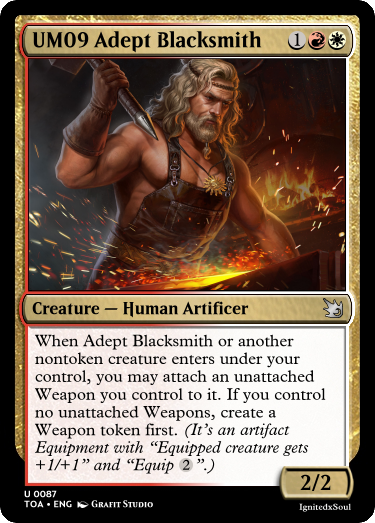 UM09 Adept Blacksmith 1
Creature — Human Artificer
When Adept Blacksmith or another
nontoken creature enters under your
control, you may attach an unattached
Weapon you control to it. If you control
no unattached Weapons, create a
Weapon token first. (It's an artifact
Equipment with “Equipped creature gets
+1/+1” and “Equip 2”.)
2/2
U 0087
TOA • ENG Grafit Studio
IgnitedxSoul